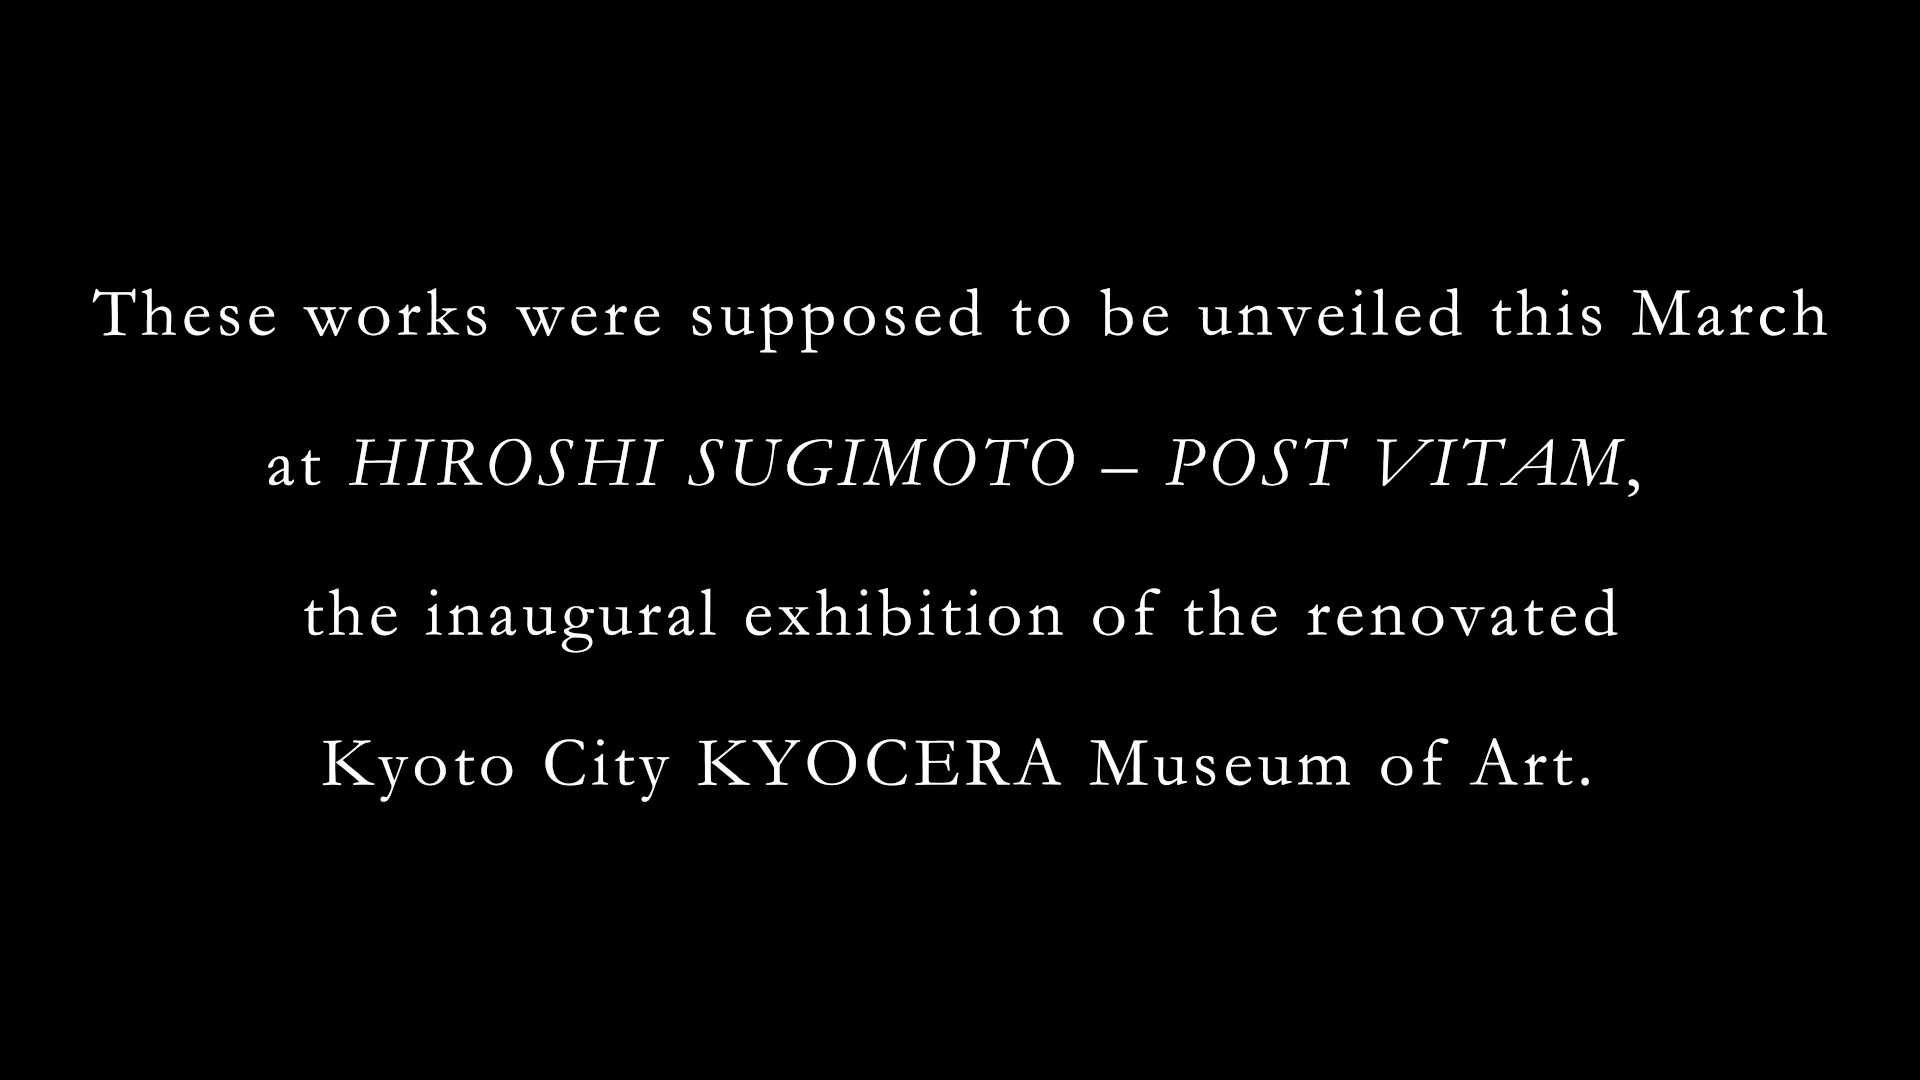 These works were supposed to be unveiled this March
at HIROSHI SUGIMOTO – POST VITAM,
the inaugural exhibition of the renovated
Kyoto City KYOCERA Museum of Art.